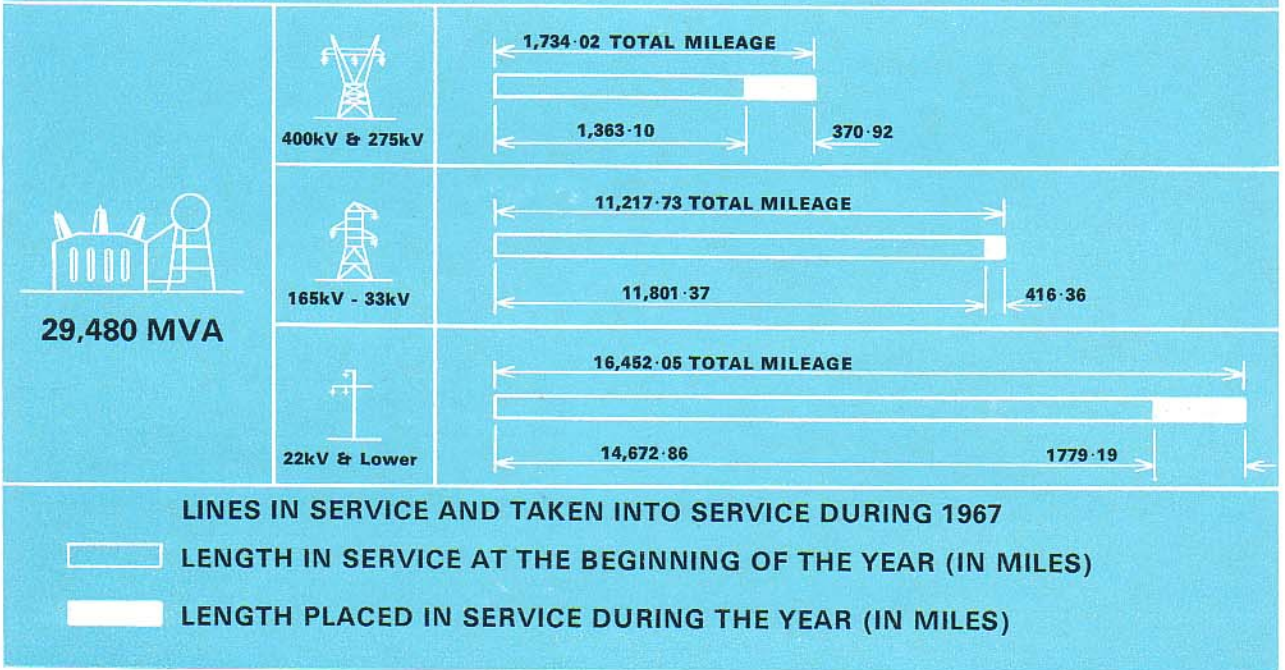 1,734·02 TOTAL MILEAGE
1,363·10 370·92
400kV & 275kV
11,217·73 TOTAL MILEAGE
11,801·37 416·36
165kV - 33kV
29,480 MVA
16,452·05 TOTAL MILEAGE
14,672·86 1779·19
22kV & Lower
LINES IN SERVICE AND TAKEN INTO SERVICE DURING 1967
LENGTH IN SERVICE AT THE BEGINNING OF THE YEAR (IN MILES)
LENGTH PLACED IN SERVICE DURING THE YEAR (IN MILES)